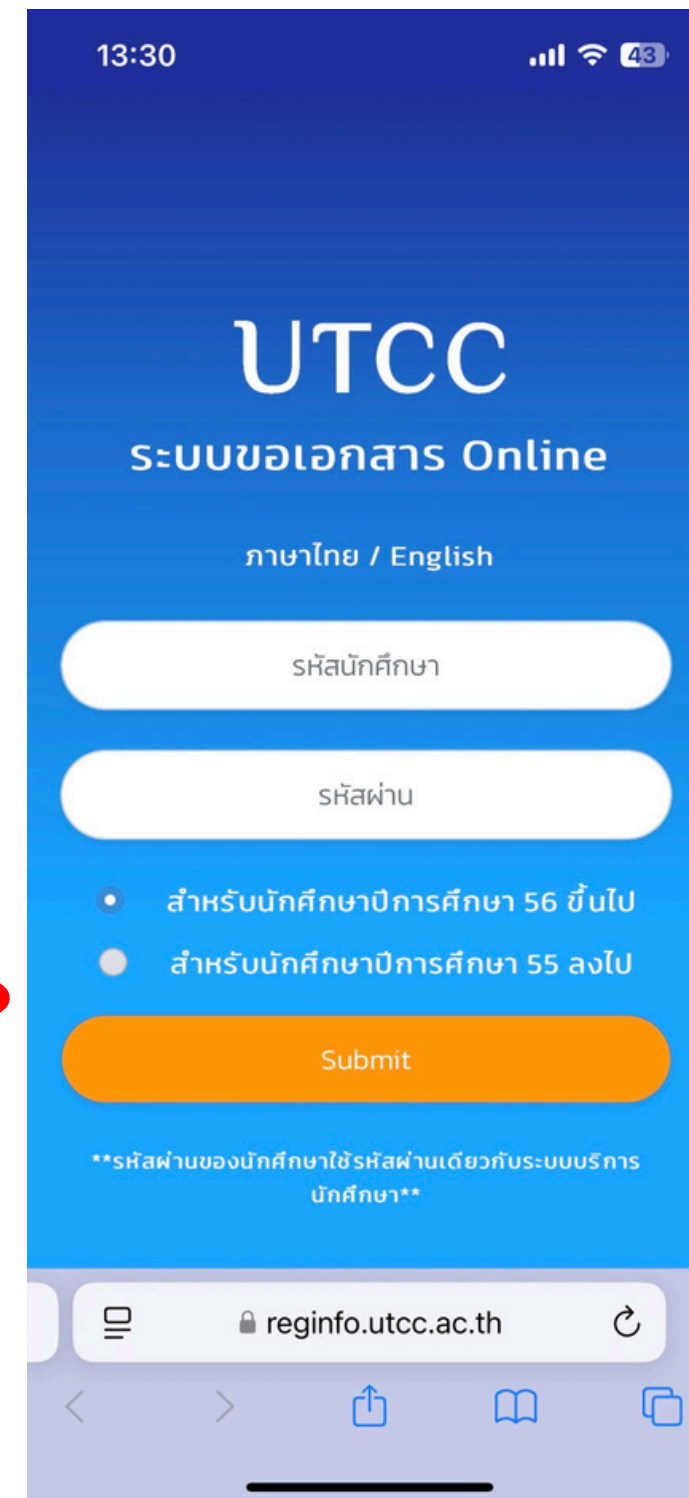 13:30
43
UTCC
ระบบขอเอกสาร Online
ภาษาไทย / English
รหัสนักศึกษา
รหัสผ่าน
สำหรับนักศึกษาปีการศึกษา 56 ขึ้นไป
สำหรับนักศึกษาปีการศึกษา 55 ลงไป
Submit
**รหัสผ่านของนักศึกษาใช้รหัสผ่านเดียวกับระบบบริการ
นักศึกษา**
reginfo.utcc.ac.th